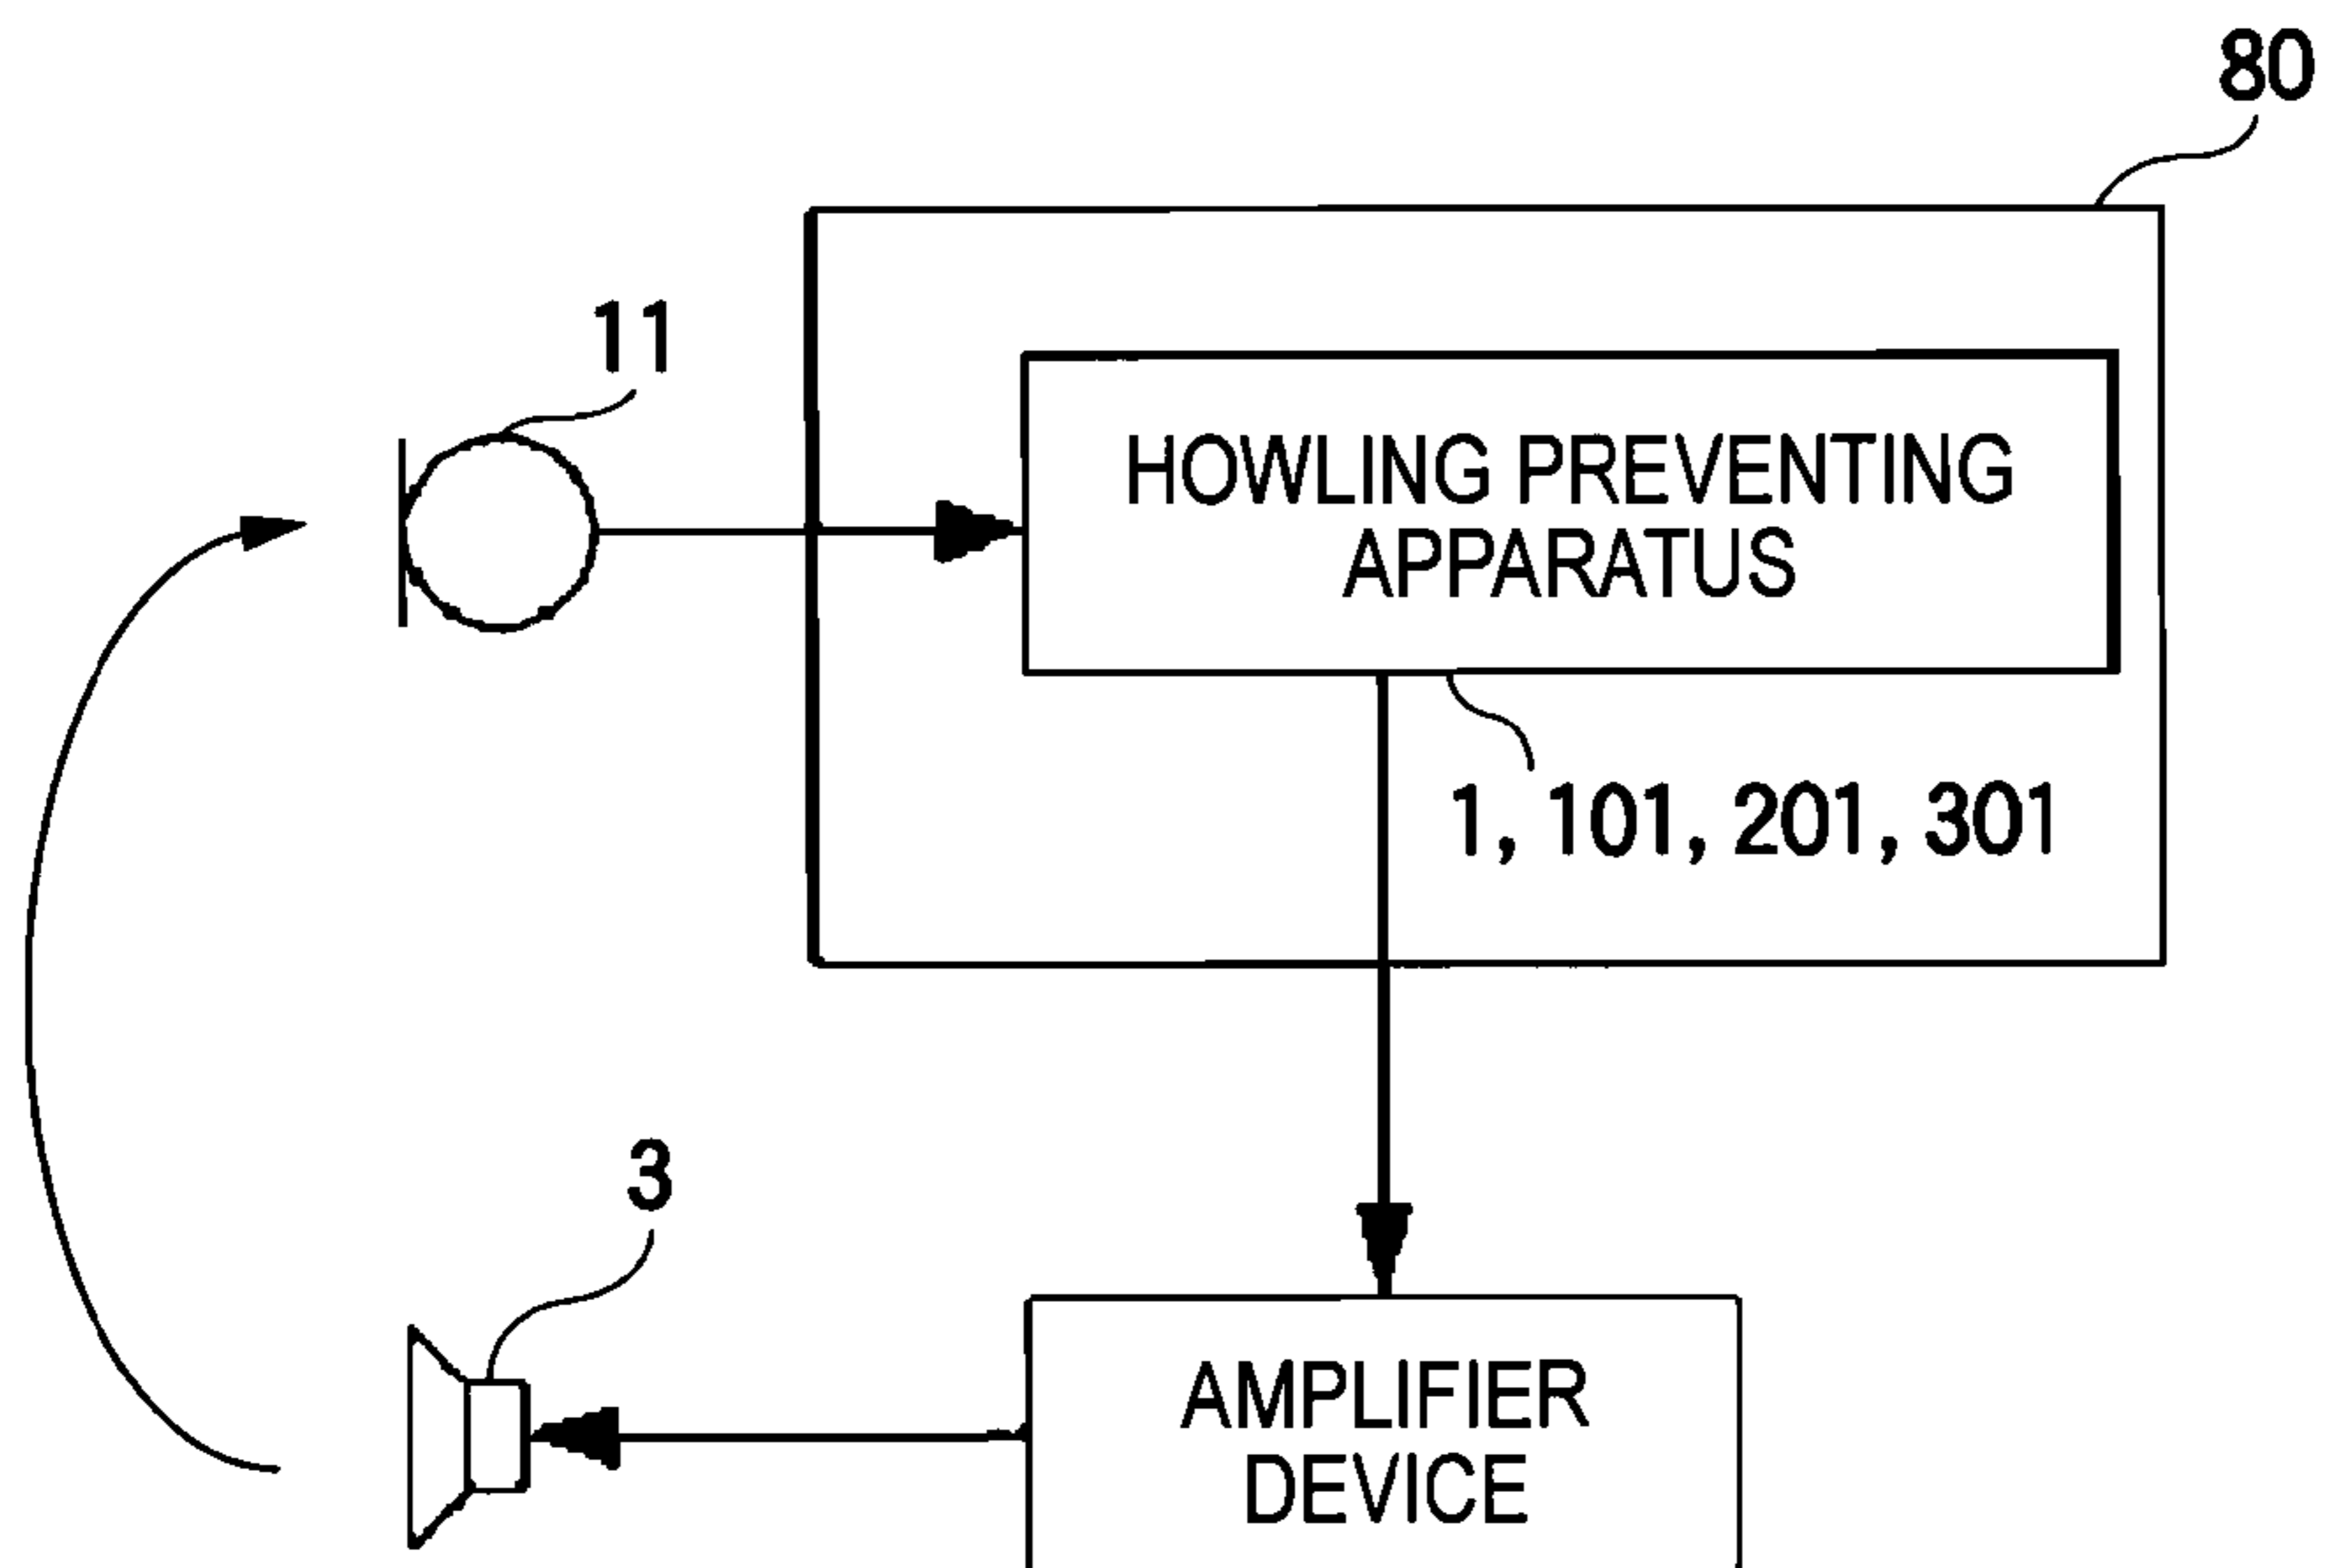 80
11
HOWLING PREVENTING
APPARATUS
1, 101, 201, 301
3
AMPLIFIER
DEVICE